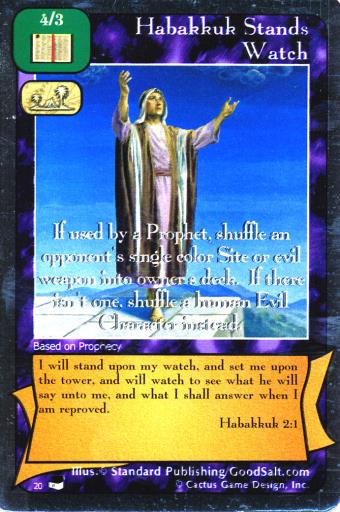 4/3
Habakkuk Stands
Watch
If used by a Prophet, shuffle an
opponent's single color Site or evil
weapon into owner's deck. If there
isn't one, shuffle a human Evil
Character instead.
Based on Prophecy
I will stand upon my watch, and set me upon
the tower, and will watch to see what he will
say unto me, and what I shall answer when I
am reproved.
Habakkuk 2:1
Illus. © Standard Publishing/GoodSalt.com
20
© Cactus Game Design, Inc.